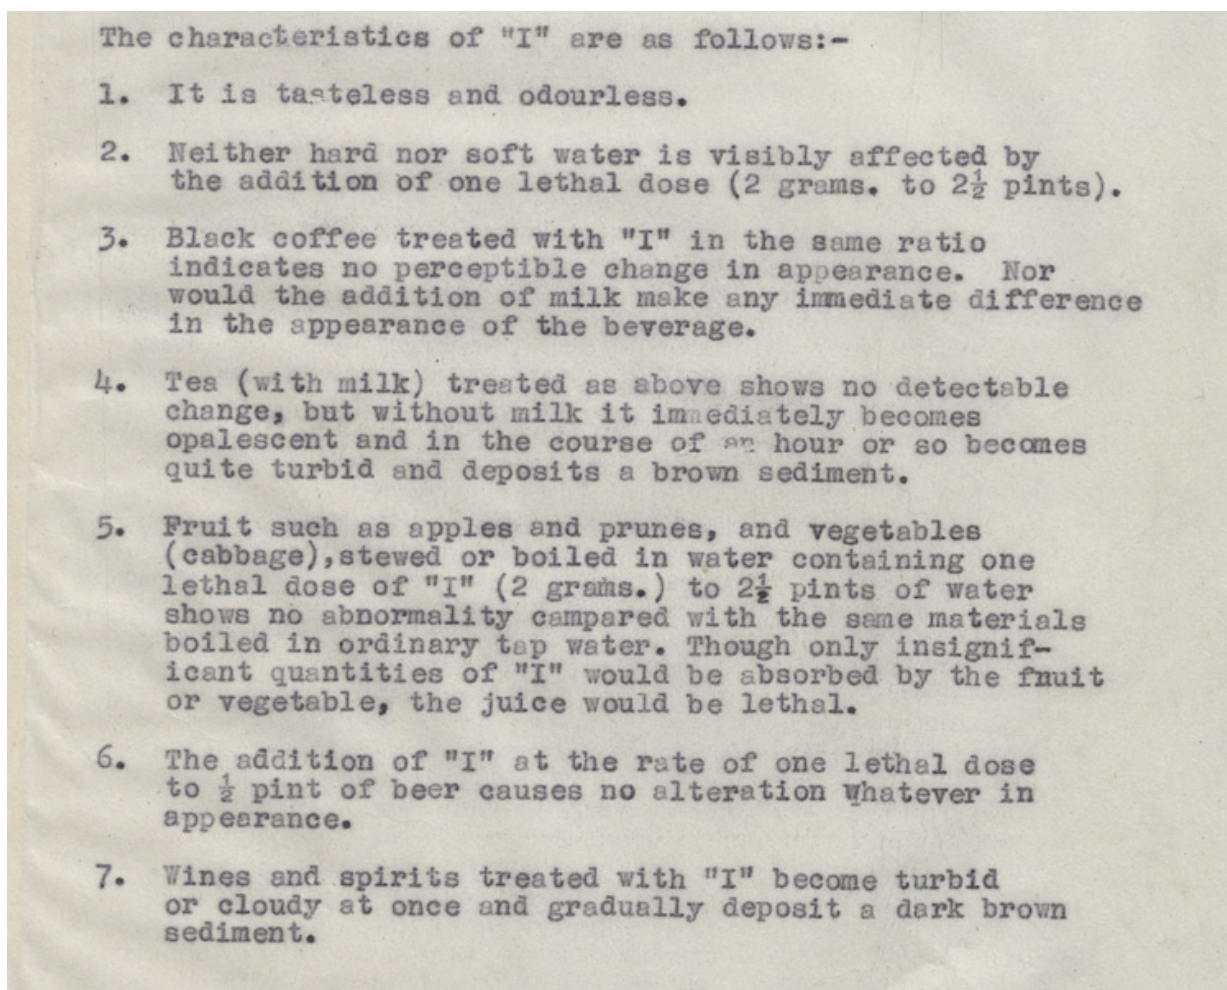 The characteristics of "I" are as follows:-
1. It is tasteless and odourless.
2. Neither hard nor soft water is visibly affected by
the addition of one lethal dose (2 grams. to 2½ pints).
3. Black coffee treated with "I" in the same ratio
indicates no perceptible change in appearance. Nor
would the addition of milk make any immediate difference
in the appearance of the beverage.
4. Tea (with milk) treated as above shows no detectable
change, but without milk it immediately becomes
opalescent and in the course of an hour or so becomes
quite turbid and deposits a brown sediment.
5. Fruit such as apples and prunes, and vegetables
(cabbage),stewed or boiled in water containing one
lethal dose of "I" (2 grams.) to 2½ pints of water
shows no abnormality campared with the same materials
boiled in ordinary tap water. Though only insignif-
icant quantities of "I" would be absorbed by the fnuit
or vegetable, the juice would be lethal.
6. The addition of "I" at the rate of one lethal dose
to ½ pint of beer causes no alteration whatever in
appearance.
7. Wines and spirits treated with "I" become turbid
or cloudy at once and gradually deposit a dark brown
sediment.